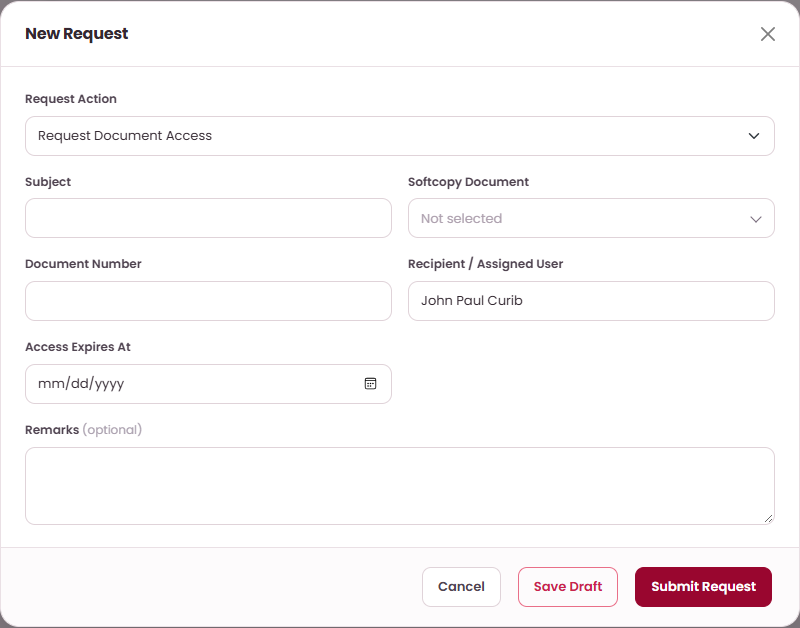 New Request
Request Action
Request Document Access
Subject
Softcopy Document
Not selected
Document Number
Recipient / Assigned User
John Paul Curib
Access Expires At
mm/dd/yyyy
Remarks (optional)
Cancel
Save Draft
Submit Request